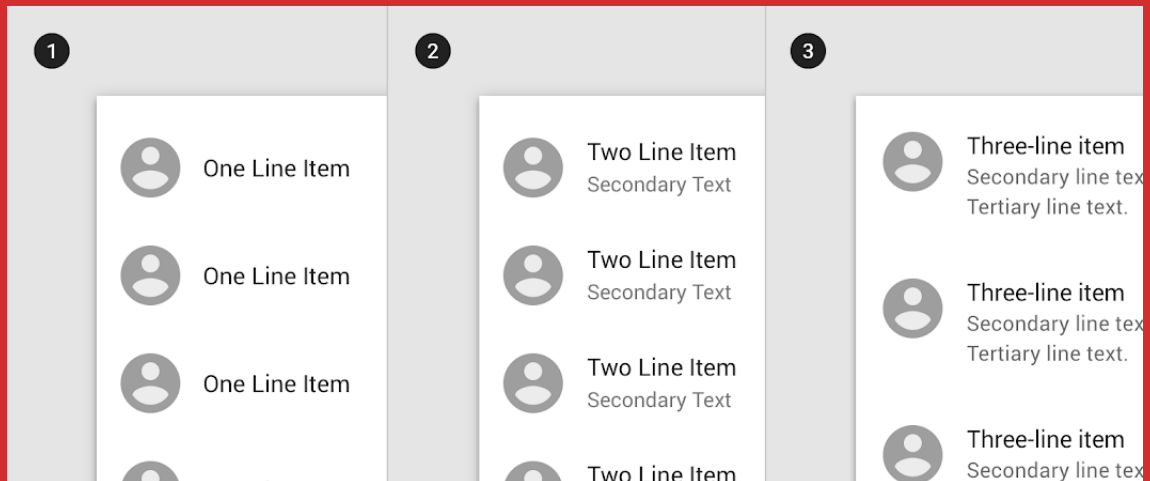 1
One Line Item
One Line Item
One Line Item
2
Two Line Item
Secondary Text
Two Line Item
Secondary Text
Two Line Item
Secondary Text
Two Line Item
3
Three-line item
Secondary line tex
Tertiary line text.
Three-line item
Secondary line tex
Tertiary line text.
Three-line item
Secondary line tex